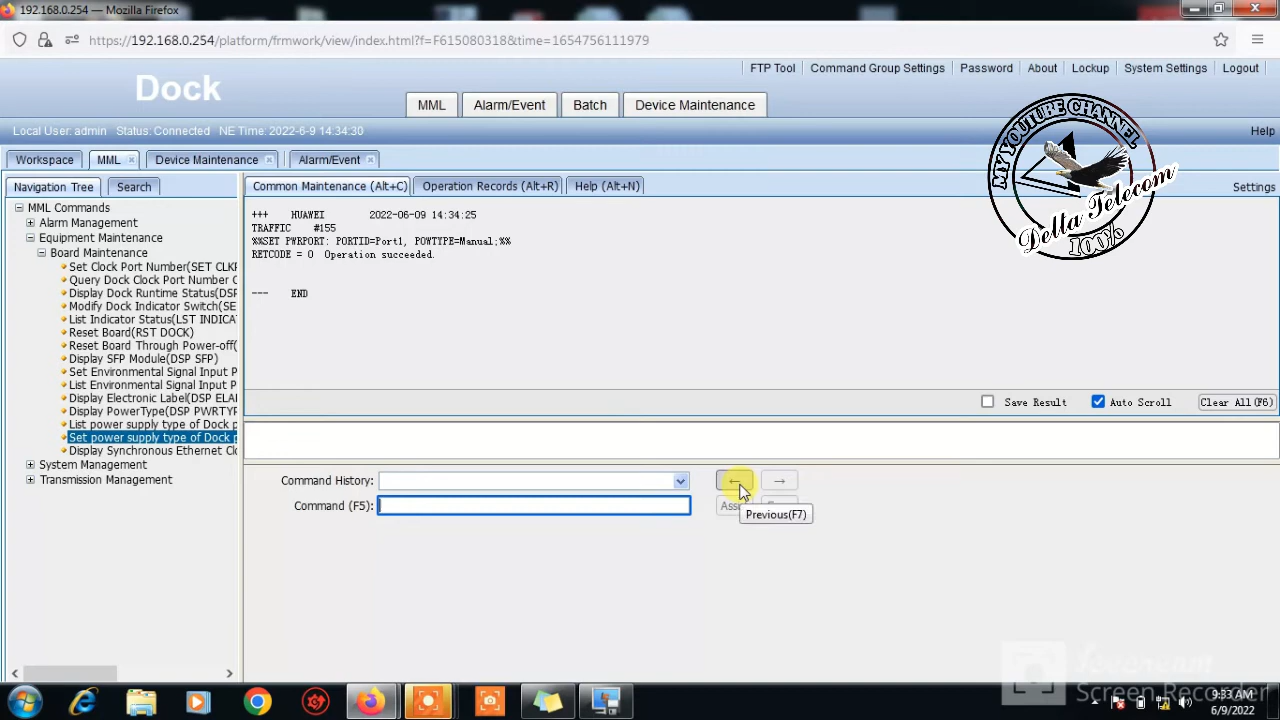 192.168.0.254 — Mozilla Firefox
https://192.168.0.254/platform/frmwork/view/index.html?f=F615080318&time=1654756111979
FTP Tool Command Group Settings Password About Lockup System Settings Logout
Dock
MML Alarm/Event Batch Device Maintenance
Local User: admin Status: Connected NE Time: 2022-6-9 14:34:30 Help
Workspace MML Device Maintenance Alarm/Event
MY YOUTUBE CHANNEL
Delta Telecom
100%
Navigation Tree Search
Common Maintenance (Alt+C) Operation Records (Alt+R) Help (Alt+N) Settings
MML Commands
Alarm Management
Equipment Maintenance
Board Maintenance
Set Clock Port Number(SET CLKF
Query Dock Clock Port Number C
Display Dock Runtime Status(DSP
Modify Dock Indicator Switch(SE
List Indicator Status(LST INDICA
Reset Board(RST DOCK)
Reset Board Through Power-off(
Display SFP Module(DSP SFP)
Set Environmental Signal Input P
List Environmental Signal Input P
Display Electronic Label(DSP ELAE
Display PowerType(DSP PWRTYP
List power supply type of Dock p
Set power supply type of Dock p
Display Synchronous Ethernet Clo
System Management
Transmission Management
+++ HUAWEI 2022-06-09 14:34:25
TRAFFIC #155
%%SET PWRPORT: PORTID=Port1, POWTYPE=Manual;%%
RETCODE = 0 Operation succeeded.
--- END
Save Result Auto Scroll Clear All(F6)
Command History: ← →
Command (F5): Ass
Previous(F7)
Screen Recorder
9:33 AM
6/9/2022